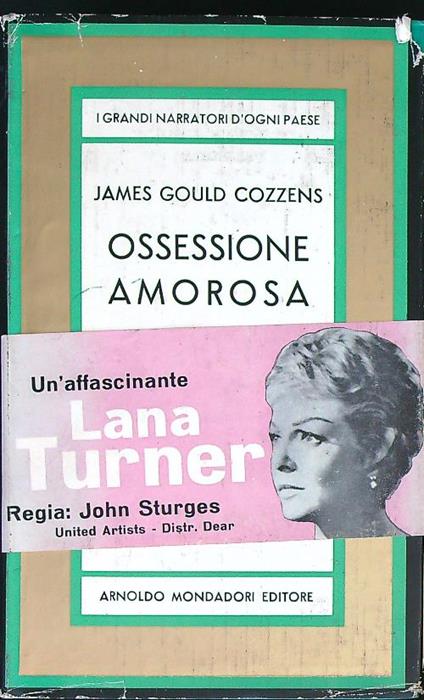 I GRANDI NARRATORI D'OGNI PAESE
JAMES GOULD COZZENS
OSSESSIONE
AMOROSA
Un'affascinante
Lana
Turner
Regia: John Sturges
United Artists - Distr. Dear
ARNOLDO MONDADORI EDITORE